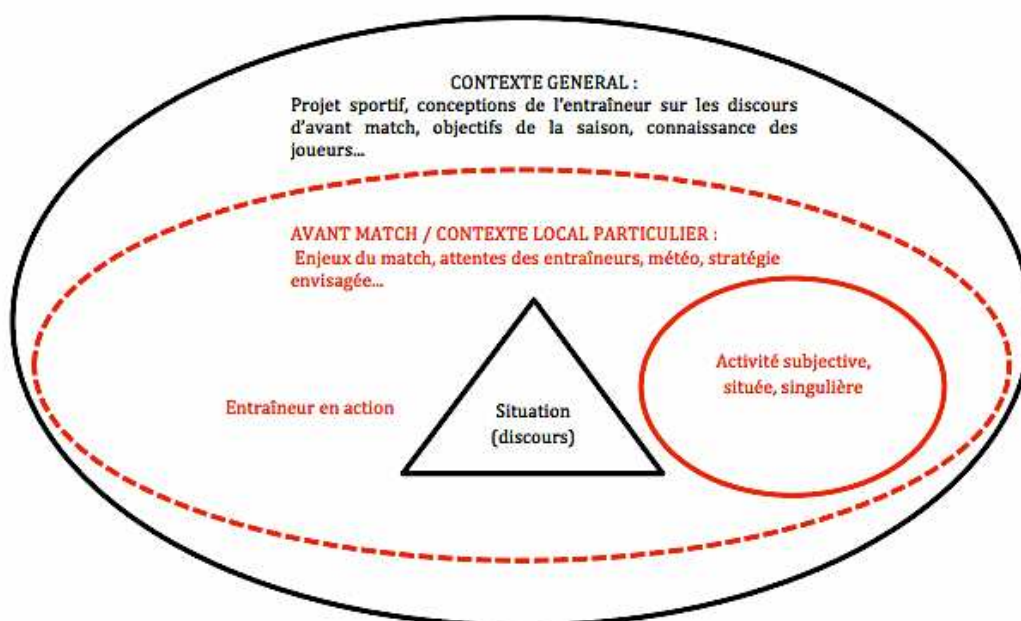 CONTEXTE GENERAL :
Projet sportif, conceptions de l'entraîneur sur les discours
d'avant match, objectifs de la saison, connaissance des
joueurs...
AVANT MATCH / CONTEXTE LOCAL PARTICULIER :
Enjeux du match, attentes des entraîneurs, météo, stratégie
envisagée...
Entraîneur en action
Situation
(discours)
Activité subjective,
située, singulière